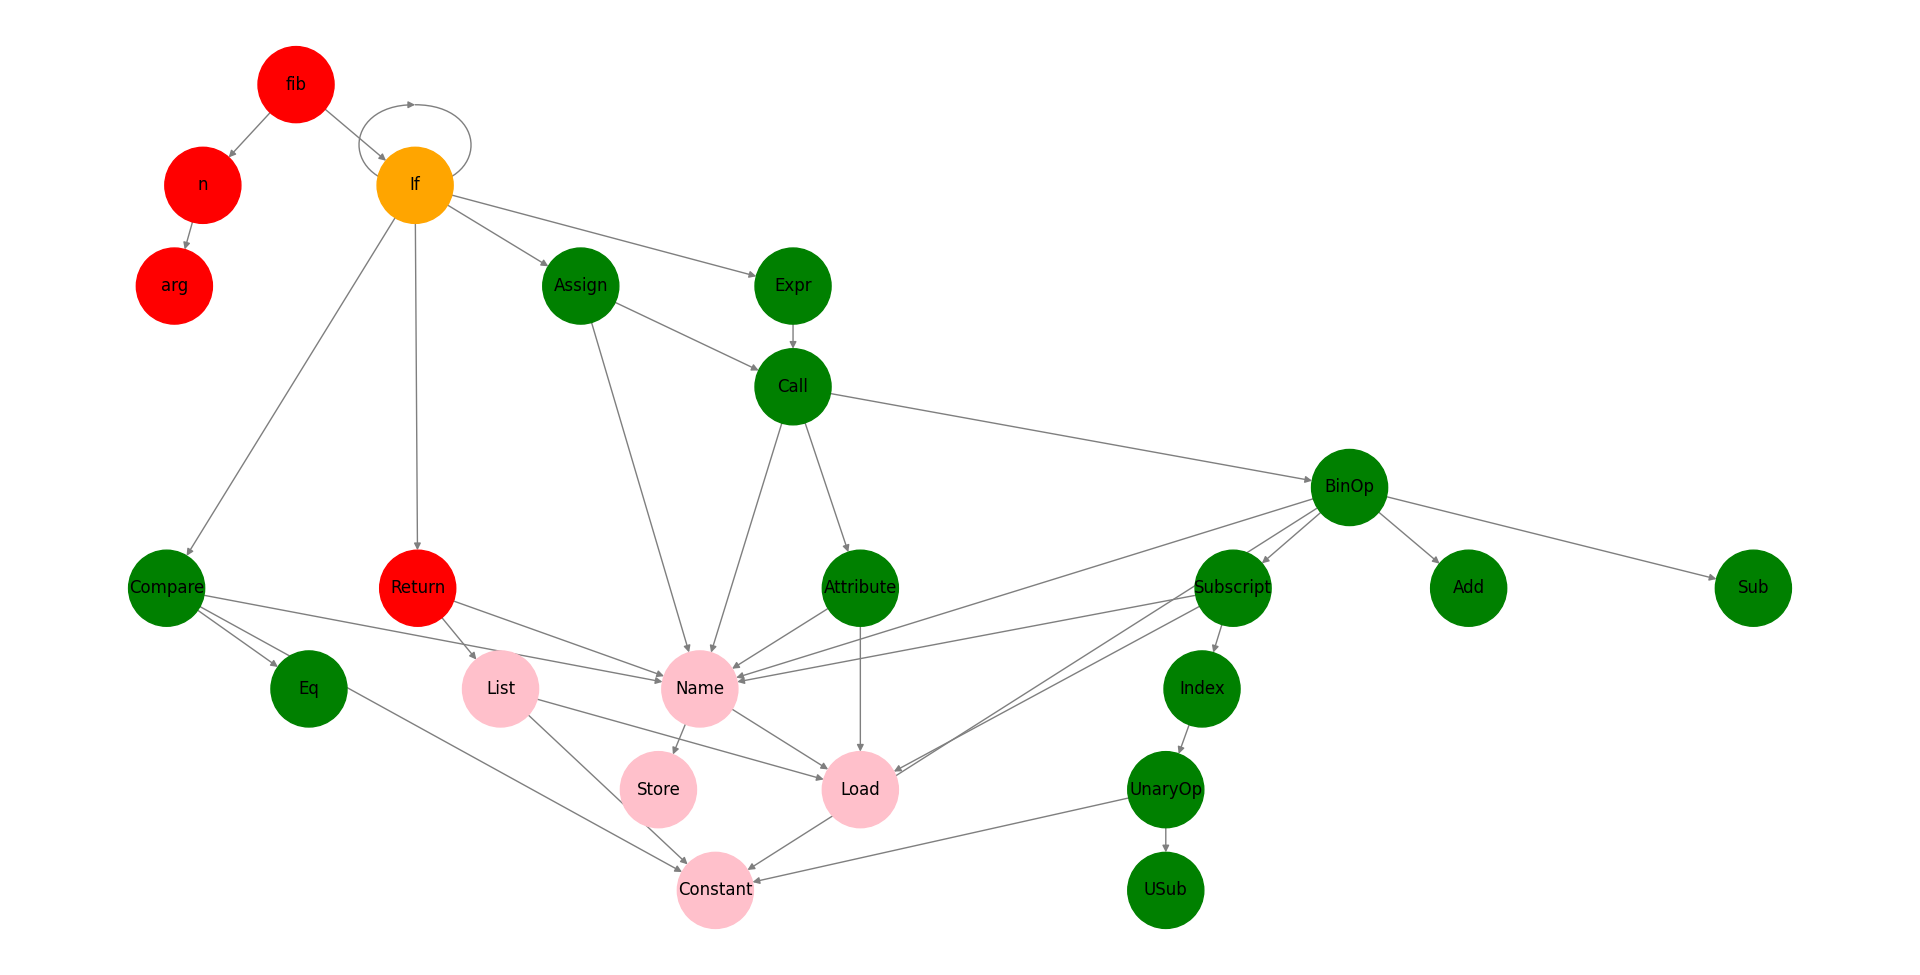 fib
n
If
arg
Assign
Expr
Call
BinOp
Compare
Return
Attribute
Subscript
Add
Sub
Eq
List
Name
Index
Store
Load
UnaryOp
Constant
USub